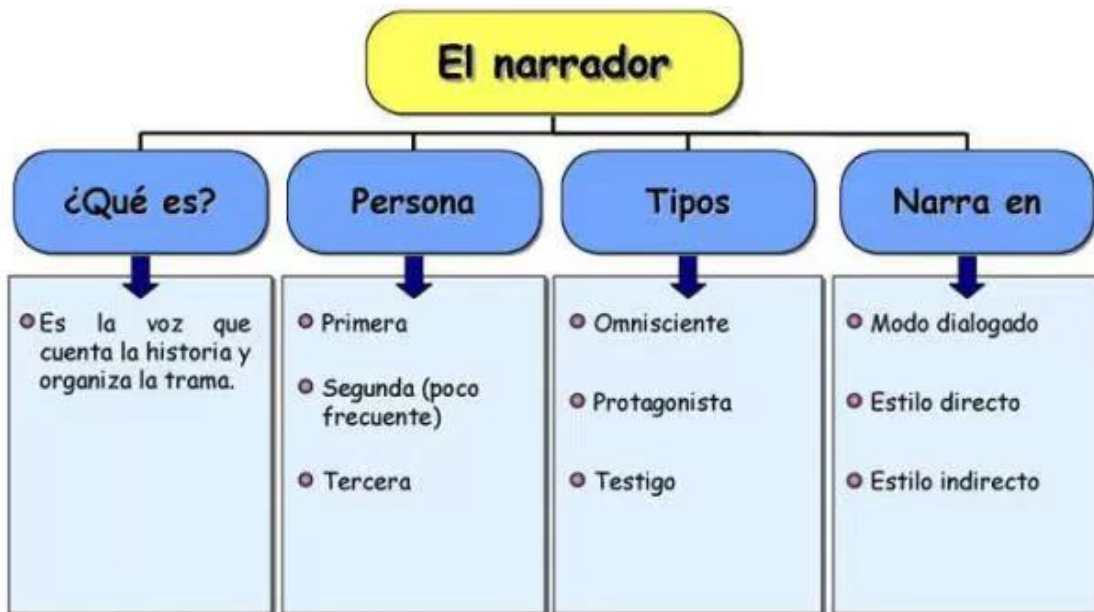 El narrador
¿Qué es?
Persona
Tipos
Narra en
Es la voz que
cuenta la historia y
organiza la trama.
Primera
Segunda (poco
frecuente)
Tercera
Omnisciente
Protagonista
Testigo
Modo dialogado
Estilo directo
Estilo indirecto